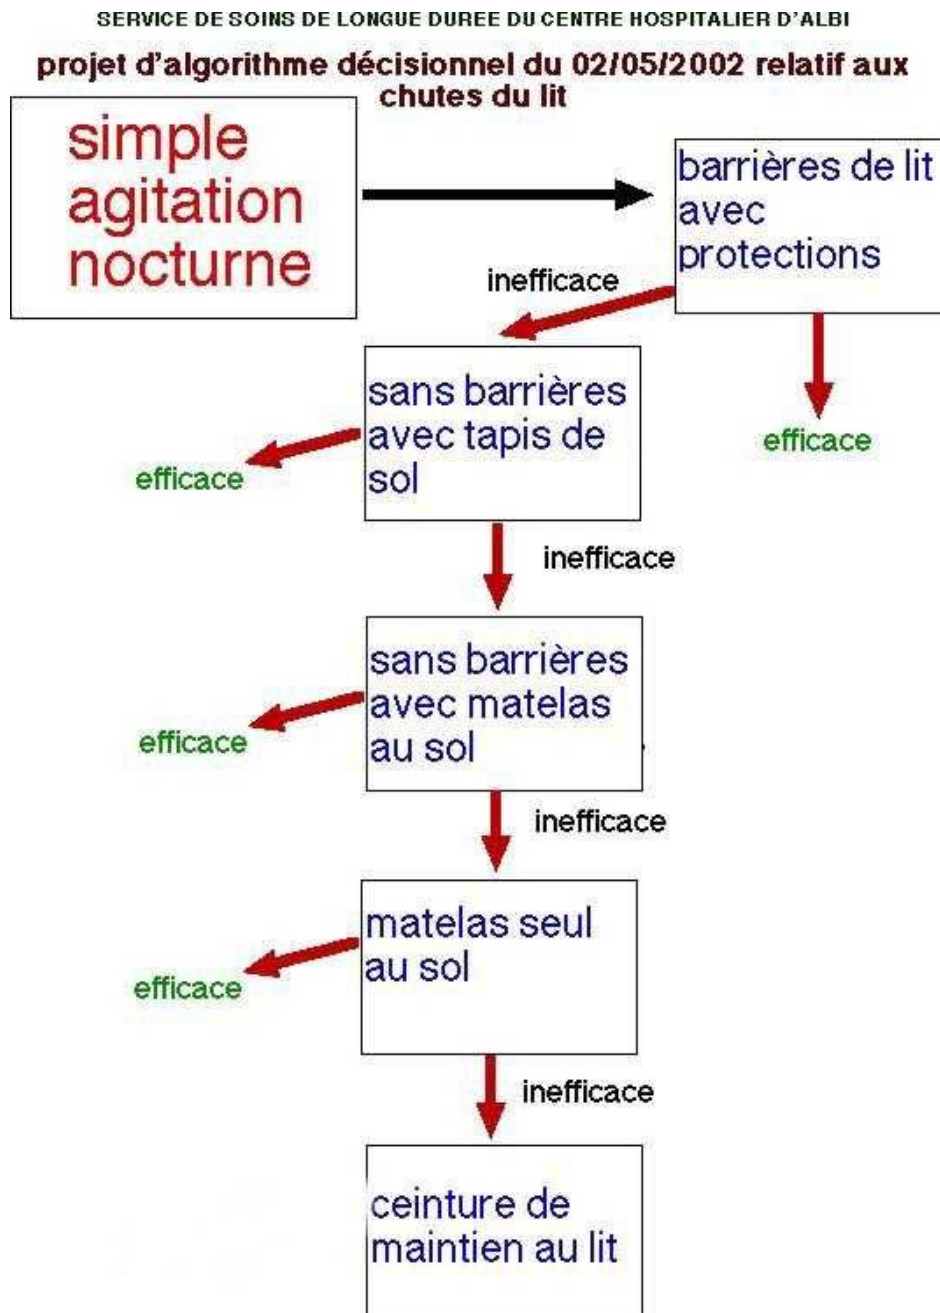 SERVICE DE SOINS DE LONGUE DUREE DU CENTRE HOSPITALIER D'ALBI
projet d'algorithme décisionnel du 02/05/2002 relatif aux
chutes du lit
simple
agitation
nocturne
barrières de lit
avec
protections
inefficace
efficace
sans barrières
avec tapis de
sol
efficace
inefficace
sans barrières
avec matelas
au sol
efficace
inefficace
matelas seul
au sol
efficace
inefficace
ceinture de
maintien au lit